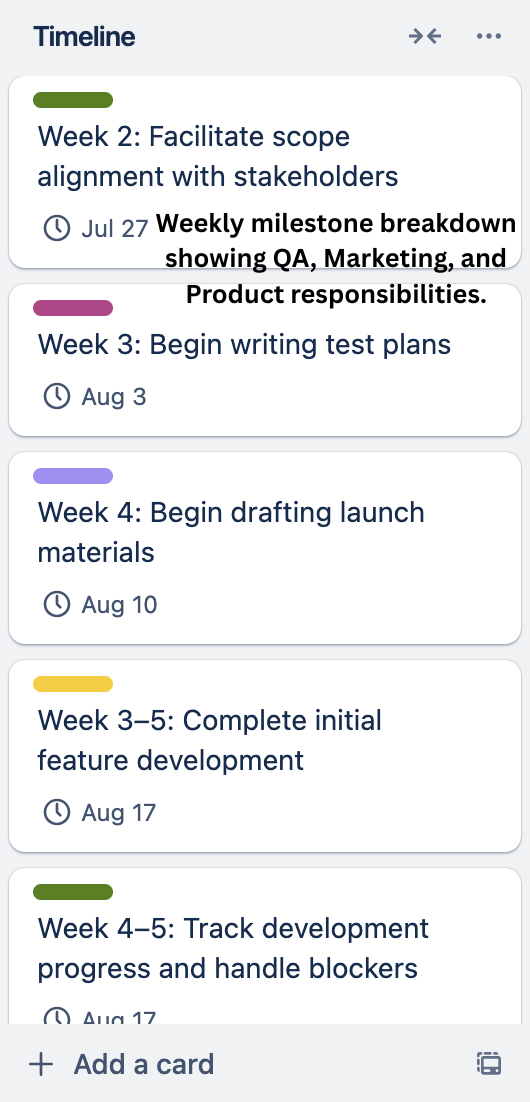 Timeline
Week 2: Facilitate scope
alignment with stakeholders
Jul 27
Weekly milestone breakdown
showing QA, Marketing, and
Product responsibilities.
Week 3: Begin writing test plans
Aug 3
Week 4: Begin drafting launch
materials
Aug 10
Week 3–5: Complete initial
feature development
Aug 17
Week 4–5: Track development
progress and handle blockers
Aug 17
Add a card